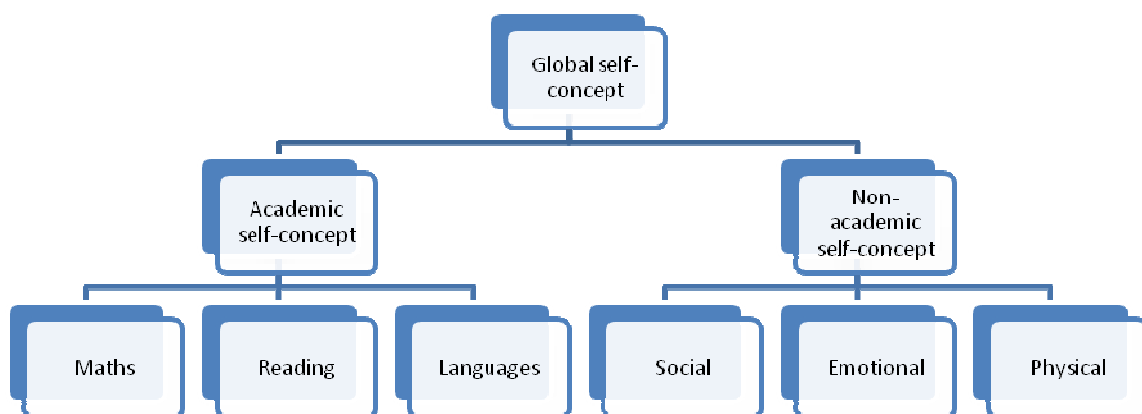 Global self-
concept
Academic
self-concept
Non-
academic
self-concept
Maths
Reading
Languages
Social
Emotional
Physical